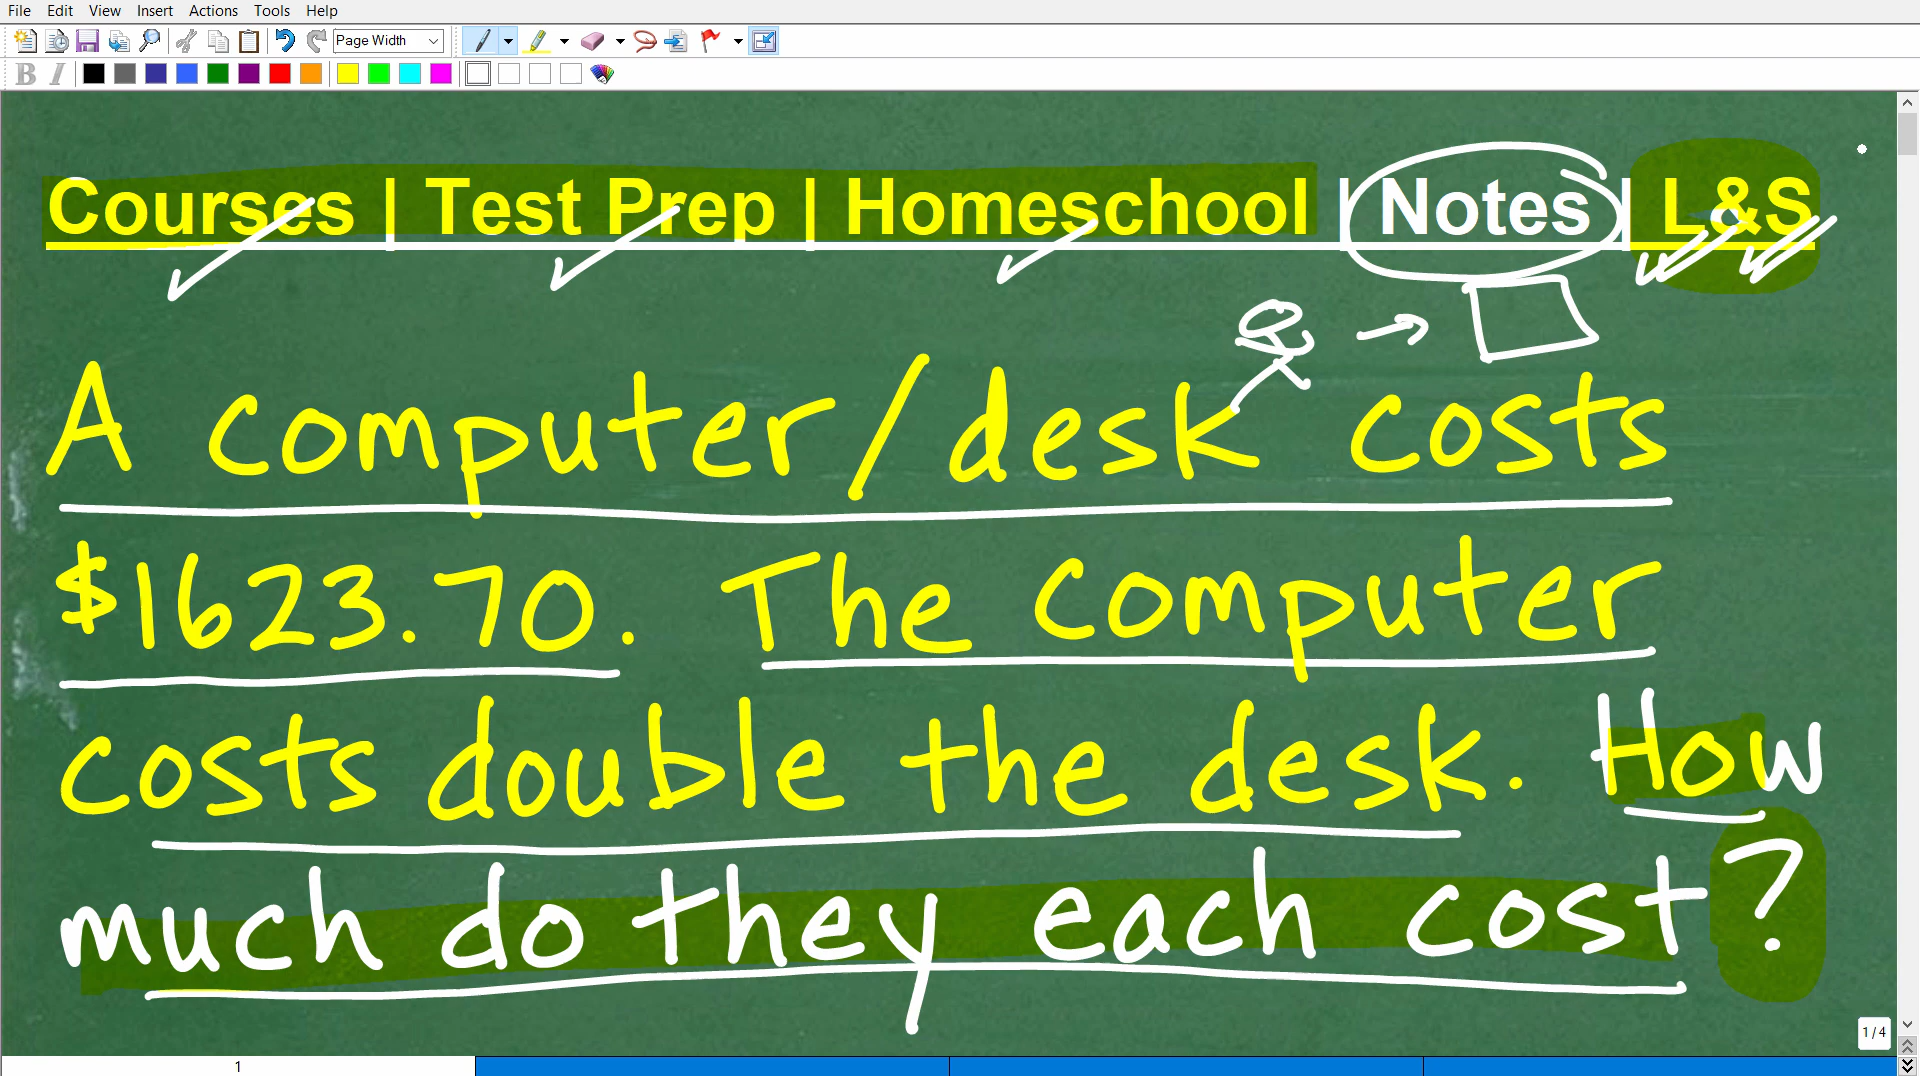 File Edit View Insert Actions Tools Help
Page Width
B I
Courses | Test Prep | Homeschool | Notes | L&S
A computer/desk costs
$1623.70. The computer
costs double the desk. How
much do they each cost?
1 / 4
1